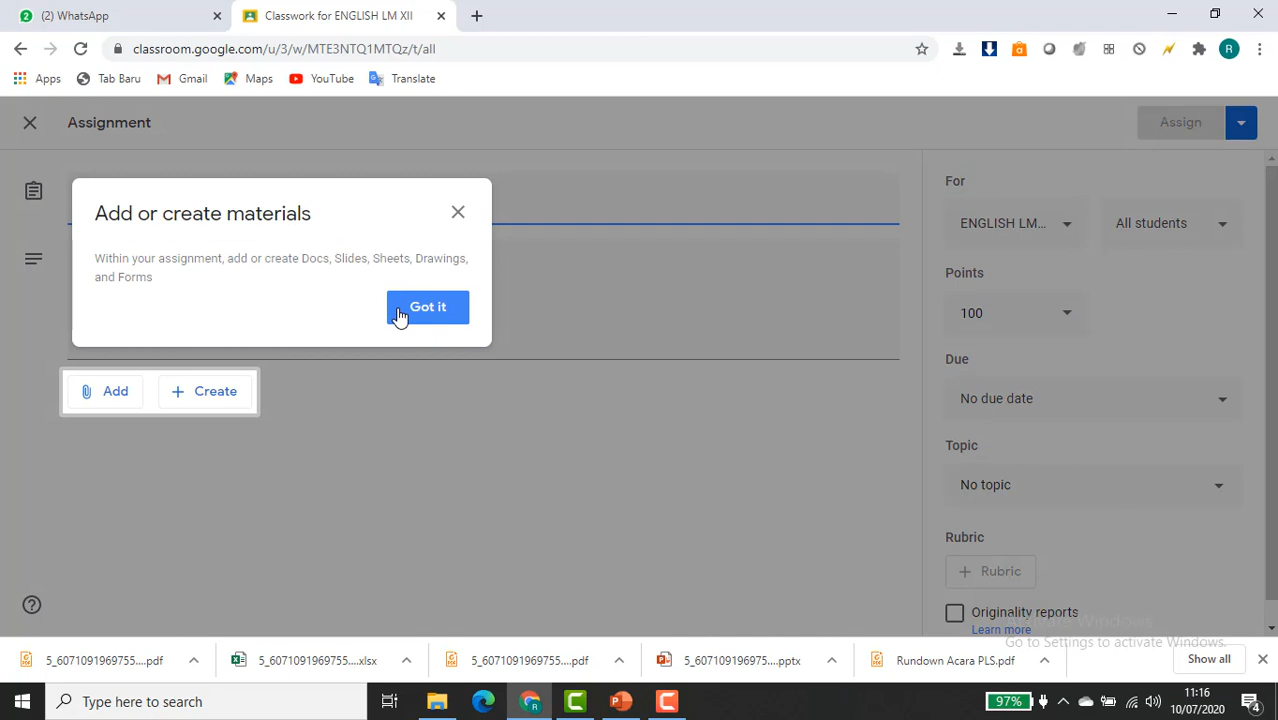 2 (2) WhatsApp
Classwork for ENGLISH LM XII
classroom.google.com/u/3/w/MTE3NTQ1MTQz/t/all
R
Apps
Tab Baru
Gmail
Maps
YouTube
Translate
Assignment
Assign
Add or create materials
Within your assignment, add or create Docs, Slides, Sheets, Drawings,
and Forms
Got it
Add
Create
For
ENGLISH LM...
All students
Points
100
Due
No due date
Topic
No topic
Rubric
Rubric
Originality reports
Learn more
Activate Windows
Go to Settings to activate Windows.
5_6071091969755....pdf
5_6071091969755....xlsx
5_6071091969755....pdf
5_607109196975....pptx
Rundown Acara PLS.pdf
Show all
Type here to search
97%
11:16
10/07/2020
4